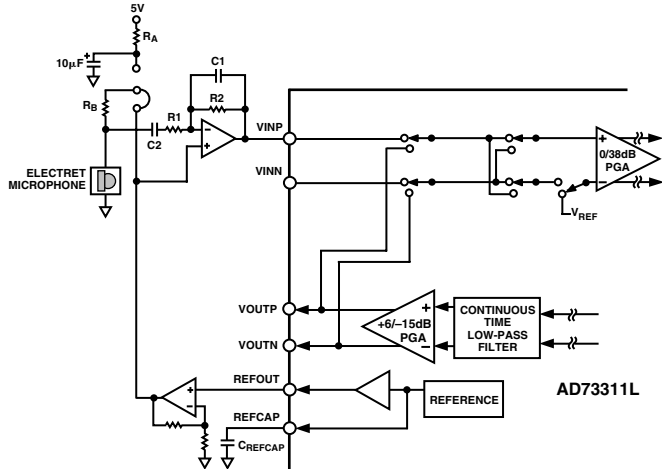 5V
RA
10μF
C1
R2
RB
R1
C2
VINP
VINN
ELECTRET
MICROPHONE
0/38dB
PGA
VREF
VOUTP
VOUTN
+6/–15dB
PGA
CONTINUOUS
TIME
LOW-PASS
FILTER
REFOUT
REFCAP
CREFCAP
REFERENCE
AD73311L